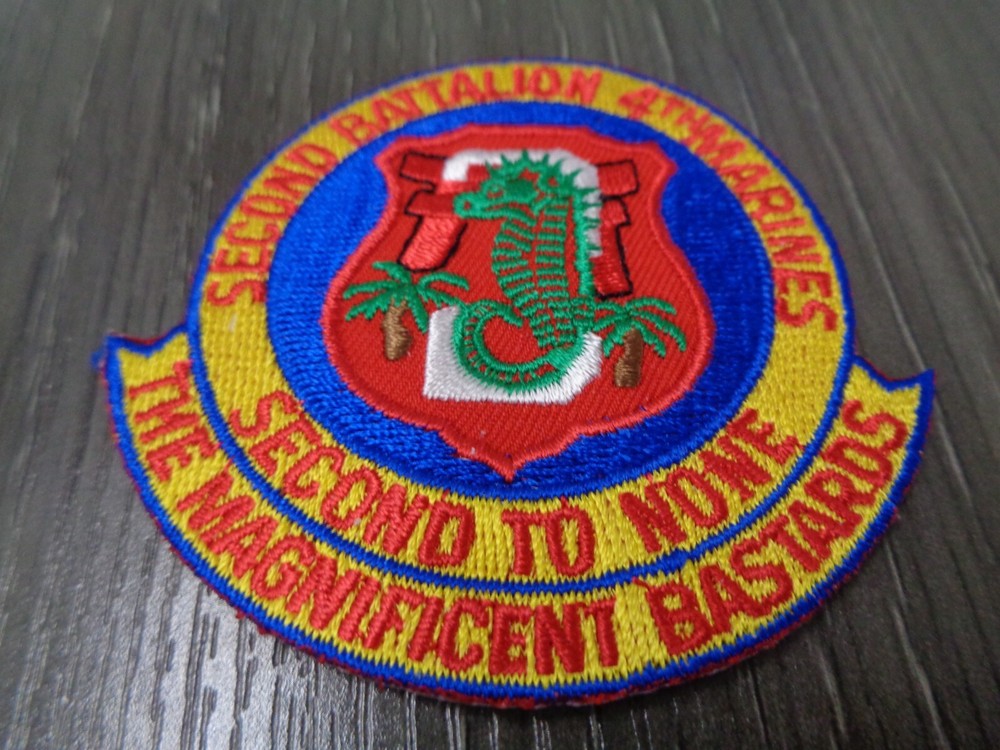 SECOND BATTALION 4TH MARINES
SECOND TO NONE
THE MAGNIFICENT BASTARDS